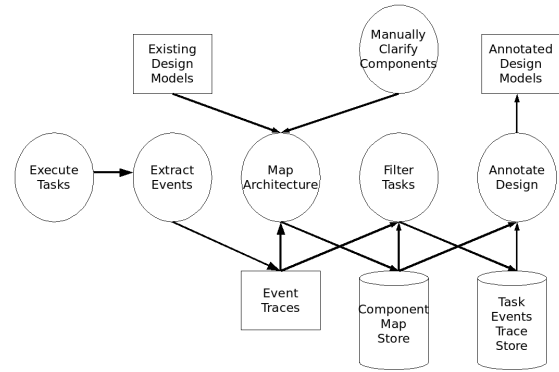 Existing
Design
Models
Manually
Clarify
Components
Annotated
Design
Models
Execute
Tasks
Extract
Events
Map
Architecture
Filter
Tasks
Annotate
Design
Event
Traces
Component
Map
Store
Task
Events
Trace
Store